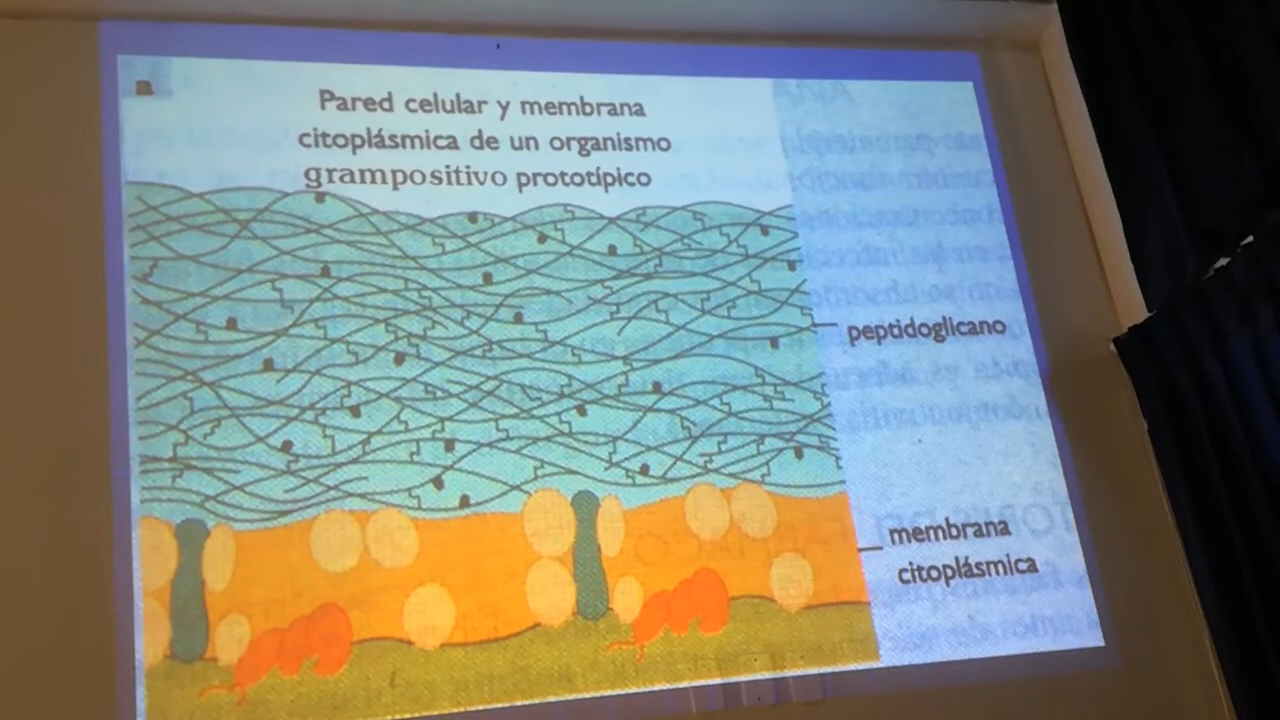 a
Pared celular y membrana
citoplásmica de un organismo
grampositivo prototípico
peptidoglicano
membrana
citoplásmica